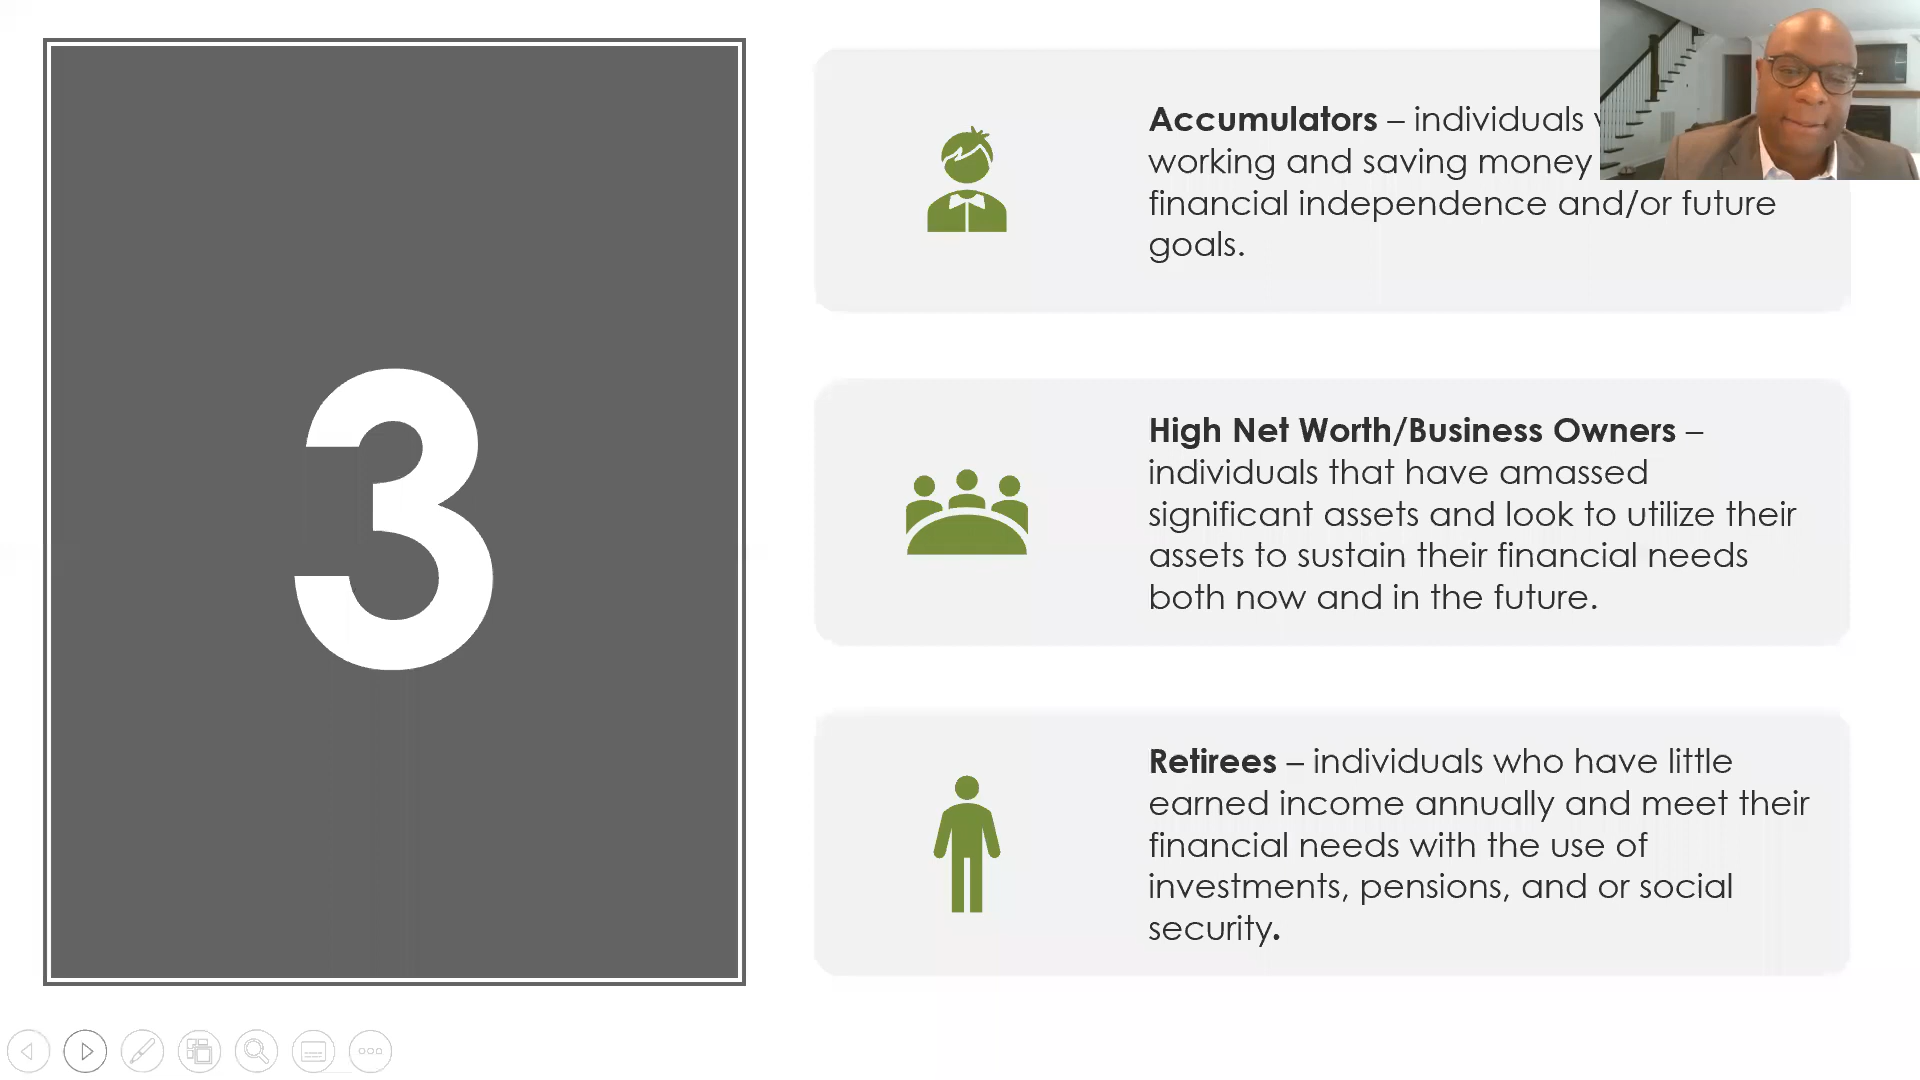 3
Accumulators – individuals
working and saving money
financial independence and/or future
goals.
High Net Worth/Business Owners –
individuals that have amassed
significant assets and look to utilize their
assets to sustain their financial needs
both now and in the future.
Retirees – individuals who have little
earned income annually and meet their
financial needs with the use of
investments, pensions, and or social
security.